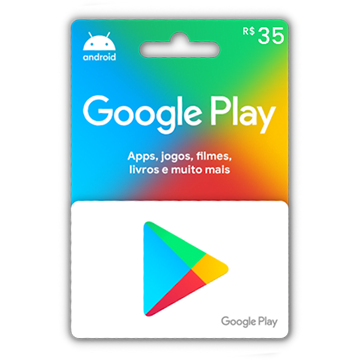 R$ 35
android
Google Play
Apps, jogos, filmes,
livros e muito mais
Google Play